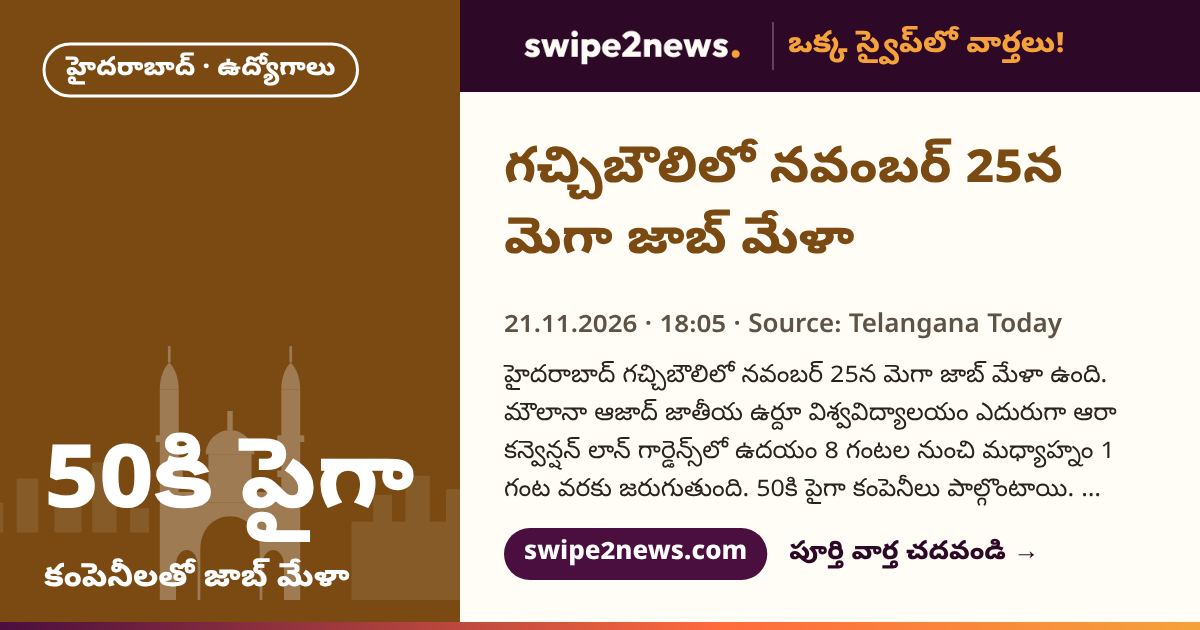 హైదరాబాద్ · ఉద్యోగాలు
50కి పైగా
కంపెనీలతో జాబ్ మేళా
swipe2news.
ఒక్క స్వైప్‌లో వార్తలు!
గచ్చిబౌలిలో నవంబర్ 25న
మెగా జాబ్ మేళా
21.11.2026 · 18:05 · Source: Telangana Today
హైదరాబాద్ గచ్చిబౌలిలో నవంబర్ 25న మెగా జాబ్ మేళా ఉంది.
మౌలానా ఆజాద్ జాతీయ ఉర్దూ విశ్వవిద్యాలయం ఎదురుగా ఆరా
కన్వెన్షన్ లాన్ గార్డెన్స్‌లో ఉదయం 8 గంటల నుంచి మధ్యాహ్నం 1
గంట వరకు జరుగుతుంది. 50కి పైగా కంపెనీలు పాల్గొంటాయి. ...
swipe2news.com
పూర్తి వార్త చదవండి →